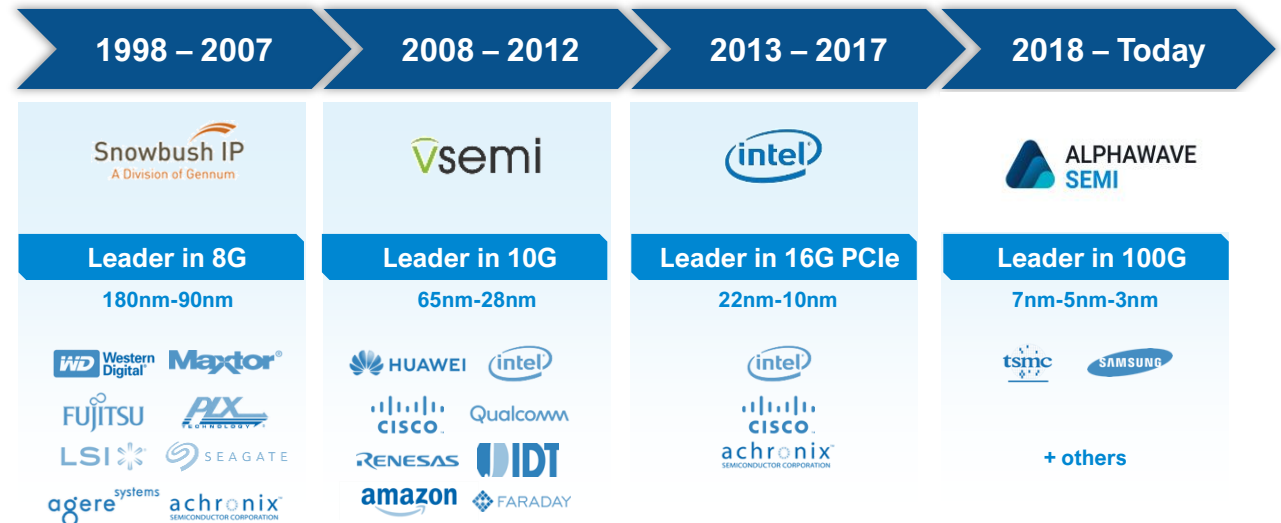 1998 – 2007
2008 – 2012
2013 – 2017
2018 – Today
Snowbush IP
A Division of Gennum
Vsemi
intel
ALPHAWAVE
SEMI
Leader in 8G
Leader in 10G
Leader in 16G PCIe
Leader in 100G
180nm-90nm
65nm-28nm
22nm-10nm
7nm-5nm-3nm
WD Western Digital®
Maxtor®
FUJITSU
PLX TECHNOLOGY
LSI
SEAGATE
agere systems
achronix
SEMICONDUCTOR CORPORATION
HUAWEI
intel
CISCO
Qualcomm
RENESAS
IDT
amazon
FARADAY
intel
CISCO
achronix
SEMICONDUCTOR CORPORATION
tsmc
SAMSUNG
+ others